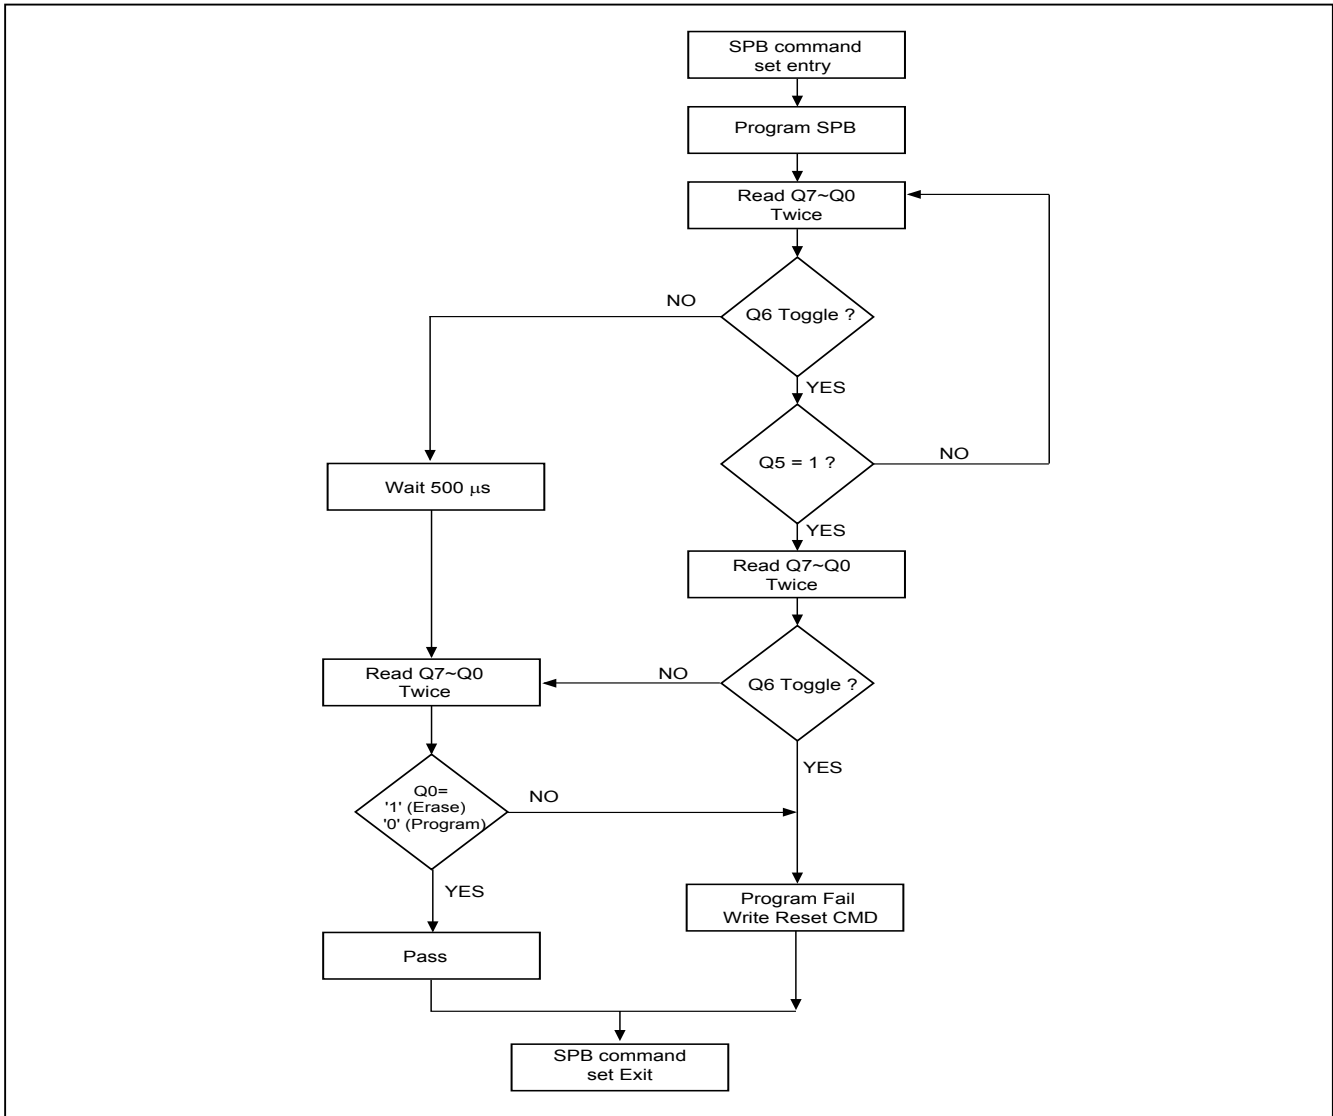 SPB command
set entry
Program SPB
Read Q7~Q0
Twice
NO
Q6 Toggle ?
YES
Q5 = 1 ?
NO
Wait 500 µs
YES
Read Q7~Q0
Twice
Read Q7~Q0
Twice
NO
Q6 Toggle ?
YES
Q0=
'1' (Erase)
'0' (Program)
NO
YES
Program Fail
Write Reset CMD
Pass
SPB command
set Exit